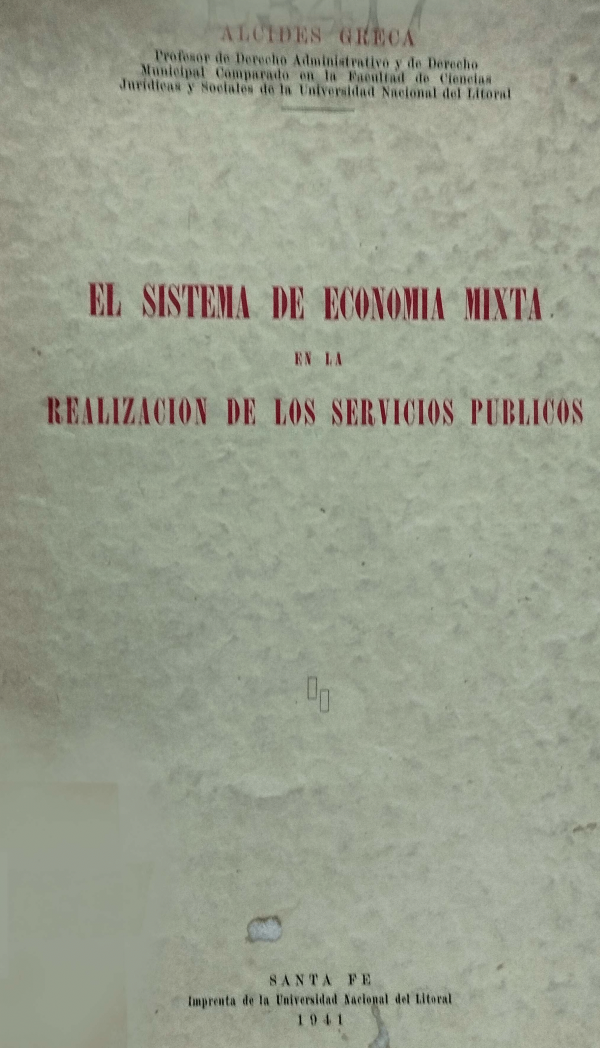 ALCIDES GRECA
Profesor de Derecho Administrativo y de Derecho
Municipal Comparado en la Facultad de Ciencias
Jurídicas y Sociales de la Universidad Nacional del Litoral
EL SISTEMA DE ECONOMIA MIXTA
EN LA
REALIZACION DE LOS SERVICIOS PUBLICOS
SANTA FE
Imprenta de la Universidad Nacional del Litoral
1941